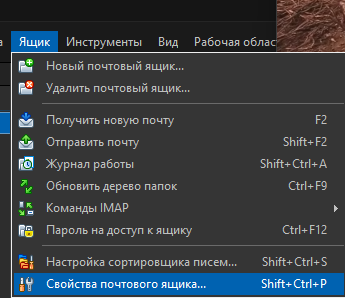 а Ящик Инструменты Вид Рабочая облас
Новый почтовый ящик...
Удалить почтовый ящик...
Получить новую почту F2
Отправить почту Shift+F2
Журнал работы Shift+Ctrl+A
Обновить дерево папок Ctrl+F9
Команды IMAP
Пароль на доступ к ящику Ctrl+F12
Настройка сортировщика писем... Shift+Ctrl+S
Свойства почтового ящика... Shift+Ctrl+P